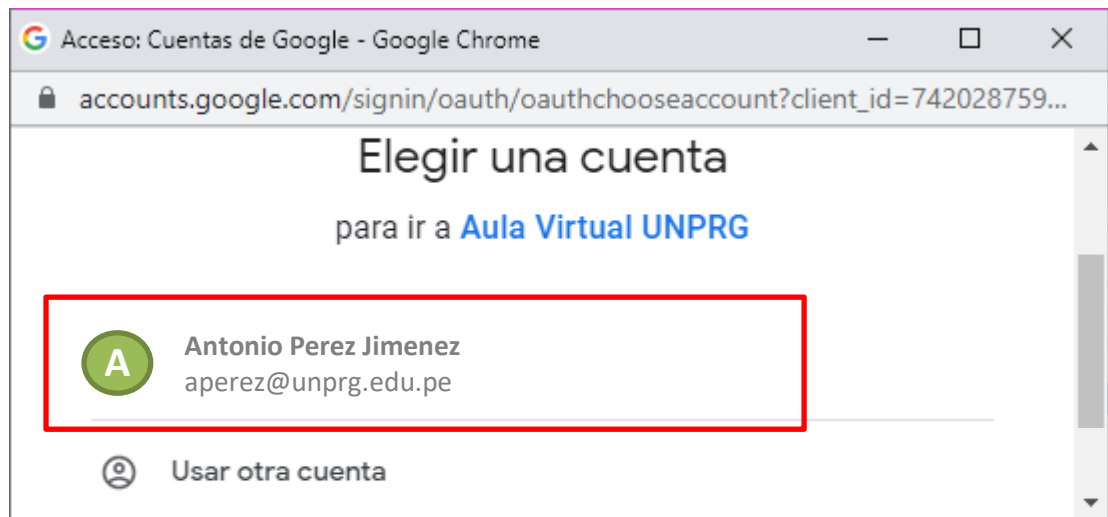 Acceso: Cuentas de Google - Google Chrome
accounts.google.com/signin/oauth/oauthchooseaccount?client_id=742028759...
Elegir una cuenta
para ir a Aula Virtual UNPRG
A
Antonio Perez Jimenez
aperez@unprg.edu.pe
Usar otra cuenta